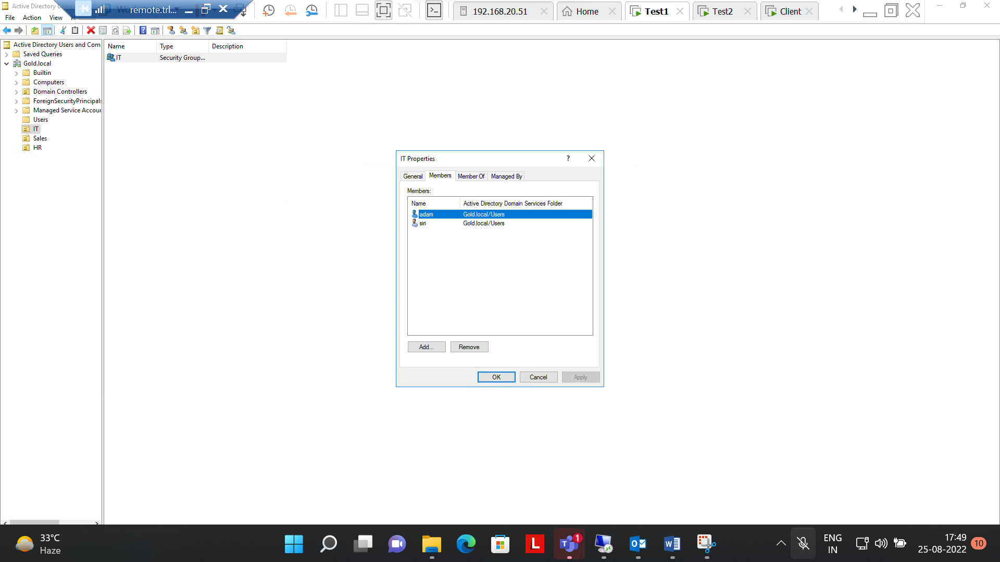 Active Directory Us
remote.trl...
192.168.20.51
Home
Test1
Test2
Client
File Action View
Active Directory Users and Com
Saved Queries
Gold.local
Builtin
Computers
Domain Controllers
ForeignSecurityPrincipals
Managed Service Accour
Users
IT
Sales
HR
Name Type Description
IT Security Group...
IT Properties
?
General Members Member Of Managed By
Members:
Name Active Directory Domain Services Folder
adam Gold.local/Users
siri Gold.local/Users
Add... Remove
OK Cancel Apply
33°C
Haze
L
1
ENG
IN
17:49
25-08-2022
10